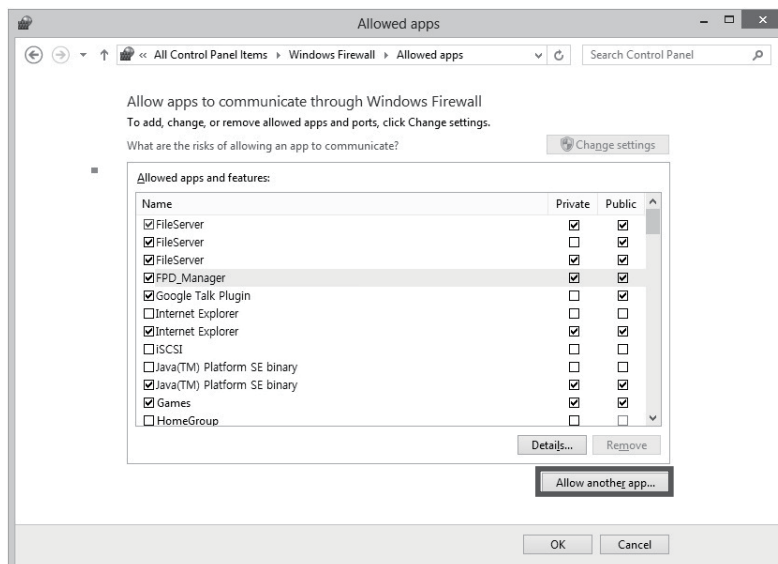 Allowed apps
« All Control Panel Items Windows Firewall Allowed apps Search Control Panel
Allow apps to communicate through Windows Firewall
To add, change, or remove allowed apps and ports, click Change settings.
What are the risks of allowing an app to communicate? Change settings
Allowed apps and features:
Name Private Public
FileServer
FileServer
FileServer
FPD_Manager
Google Talk Plugin
Internet Explorer
Internet Explorer
iSCSI
Java(TM) Platform SE binary
Java(TM) Platform SE binary
Games
HomeGroup
Details... Remove
Allow another app...
OK Cancel